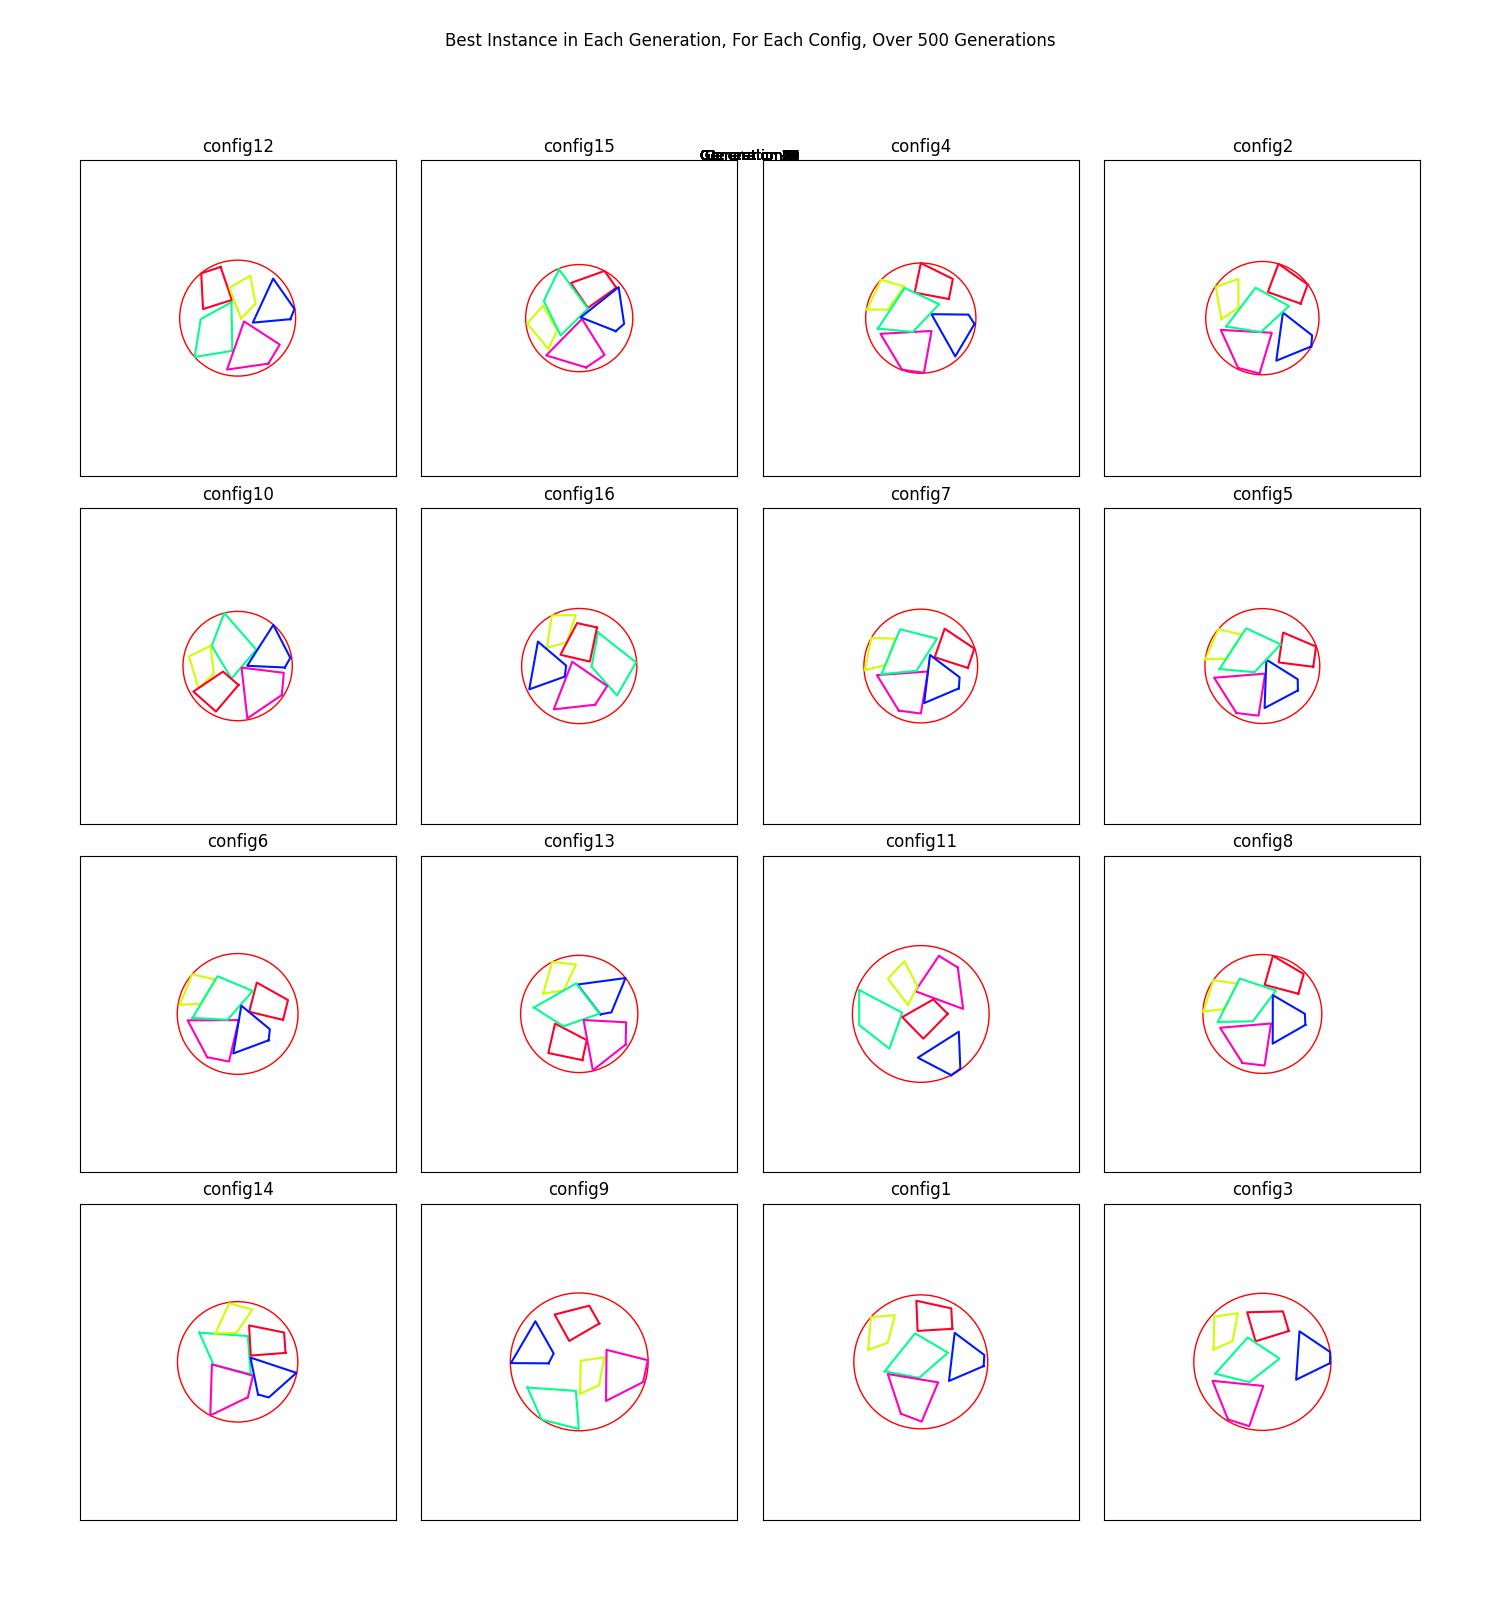 Best Instance in Each Generation, For Each Config, Over 500 Generations
config12
config15
config4
config2
config10
config16
config7
config5
config6
config13
config11
config8
config14
config9
config1
config3